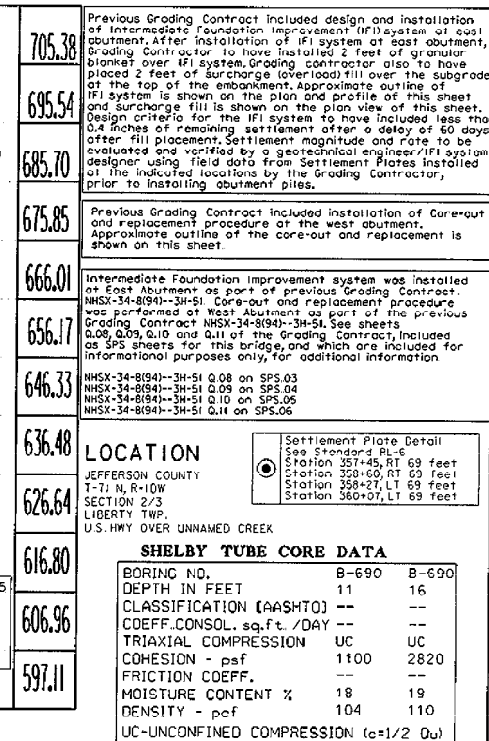 705.38
695.54
685.70
675.85
666.01
656.17
646.33
636.48
626.64
616.80
606.96
597.11
5
Previous Grading Contract included design and installation
of Intermediate Foundation Improvement (IFI) system at east
abutment. After installation of IFI system at east abutment,
Grading Contractor to have installed 2 feet of granular
blanket over IFI system. Grading contractor also to have
placed 2 feet of surcharge (overload) fill over the subgrade
at the top of the embankment. Approximate outline of
IFI system is shown on the plan and profile of this sheet
and surcharge fill is shown on the plan view of this sheet.
Design criteria for the IFI system to have included less tha
0.4 inches of remaining settlement after a delay of 60 days
after fill placement. Settlement magnitude and rate to be
evaluated and verified by a geotechnical engineer/IFI system
designer using field data from Settlement Plates installed
at the indicated locations by the Grading Contractor,
prior to installing abutment piles.
Previous Grading Contract included installation of Core-out
and replacement procedure at the west abutment.
Approximate outline of the core-out and replacement is
shown on this sheet.
Intermediate Foundation Improvement system was installed
at East Abutment as part of previous Grading Contract.
NHSX-34-8(94)--3H-51. Core-out and replacement procedure
was performed at West Abutment as part of the previous
Grading Contract NHSX-34-8(94)--3H-51. See sheets
Q.08, Q.09, Q.10 and Q.11 of the Grading Contract, included
as SPS sheets for this bridge, and which are included for
informational purposes only, for additional information
NHSX-34-8(94)--3H-51 Q.08 on SPS.03
NHSX-34-8(94)--3H-51 Q.09 on SPS.04
NHSX-34-8(94)--3H-51 Q.10 on SPS.05
NHSX-34-8(94)--3H-51 Q.11 on SPS.06
LOCATION
JEFFERSON COUNTY
T-71 N, R-10W
SECTION 2/3
LIBERTY TWP.
U.S. HWY OVER UNNAMED CREEK
Settlement Plate Detail
See Standard RL-6
Station 357+45, RT 69 feet
Station 358+60, RT 69 feet
Station 358+27, LT 69 feet
Station 360+07, LT 69 feet
SHELBY TUBE CORE DATA
BORING NO. B-690 B-690
DEPTH IN FEET 11 16
CLASSIFICATION [AASHTO] -- --
COEFF. CONSOL. sq.ft. /DAY -- --
TRIAXIAL COMPRESSION UC UC
COHESION - psf 1100 2820
FRICTION COEFF. -- --
MOISTURE CONTENT % 18 19
DENSITY - pcf 104 110
UC-UNCONFINED COMPRESSION (c=1/2 Qu)